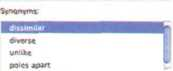 Synonyms:
dissimilar
diverse
unlike
poles apart